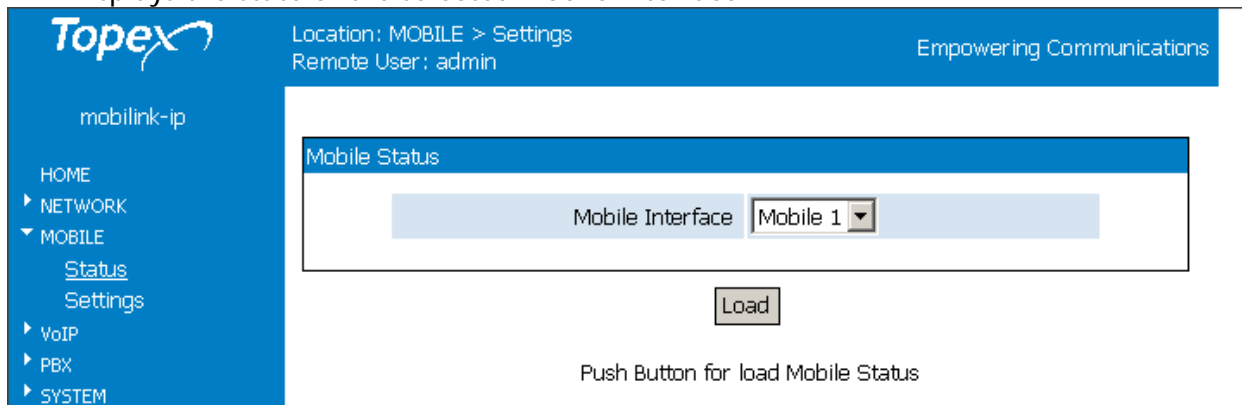 Topex
Location: MOBILE > Settings
Remote User: admin
Empowering Communications
mobilink-ip
HOME
NETWORK
MOBILE
Status
Settings
VoIP
PBX
SYSTEM
Mobile Status
Mobile Interface Mobile 1
Load
Push Button for load Mobile Status